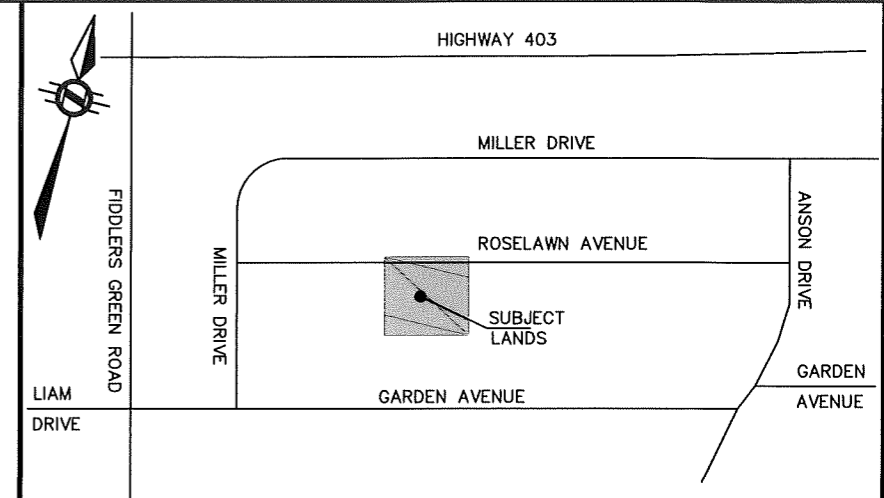 HIGHWAY 403
MILLER DRIVE
FIDDLERS GREEN ROAD
MILLER DRIVE
ROSELAWN AVENUE
ANSON DRIVE
SUBJECT
LANDS
LIAM
DRIVE
GARDEN AVENUE
GARDEN
AVENUE